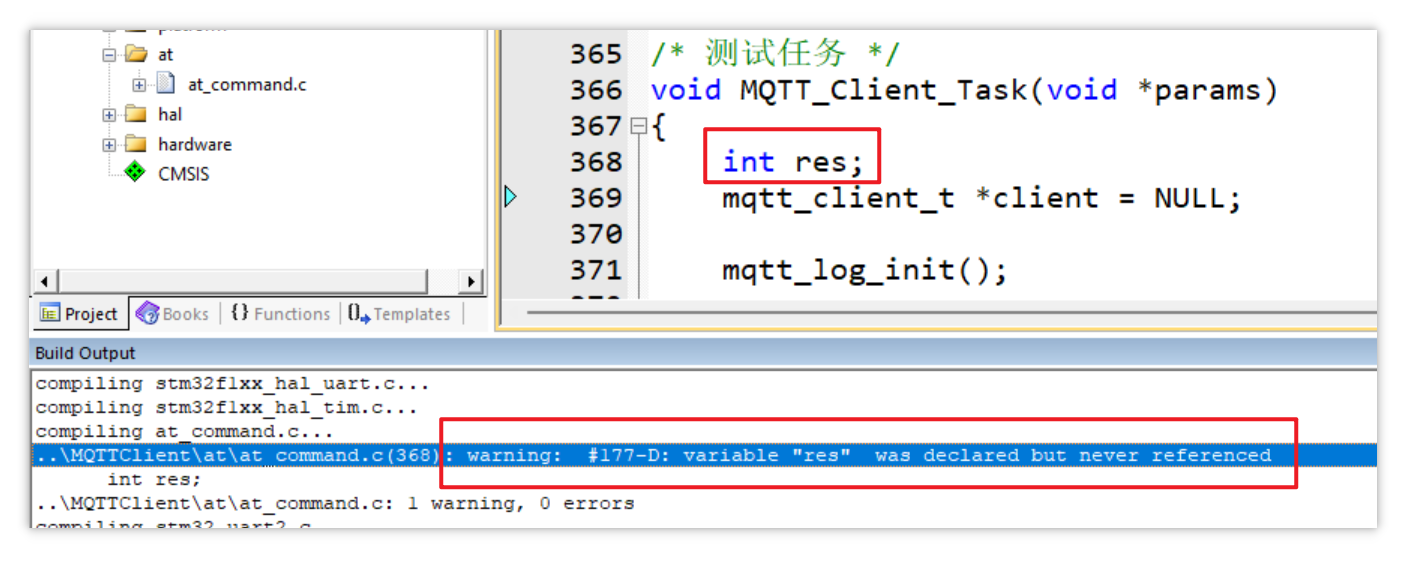 at
at_command.c
hal
hardware
CMSIS
Project
Books
{} Functions
Templates
365 /* 测试任务 */
366 void MQTT_Client_Task(void *params)
367 {
368 int res;
369 mqtt_client_t *client = NULL;
370
371 mqtt_log_init();
Build Output
compiling stm32f1xx_hal_uart.c...
compiling stm32f1xx_hal_tim.c...
compiling at_command.c...
..\MQTTClient\at\at_command.c(368): warning:  #177-D: variable "res"  was declared but never referenced
int res;
..\MQTTClient\at\at_command.c: 1 warning, 0 errors